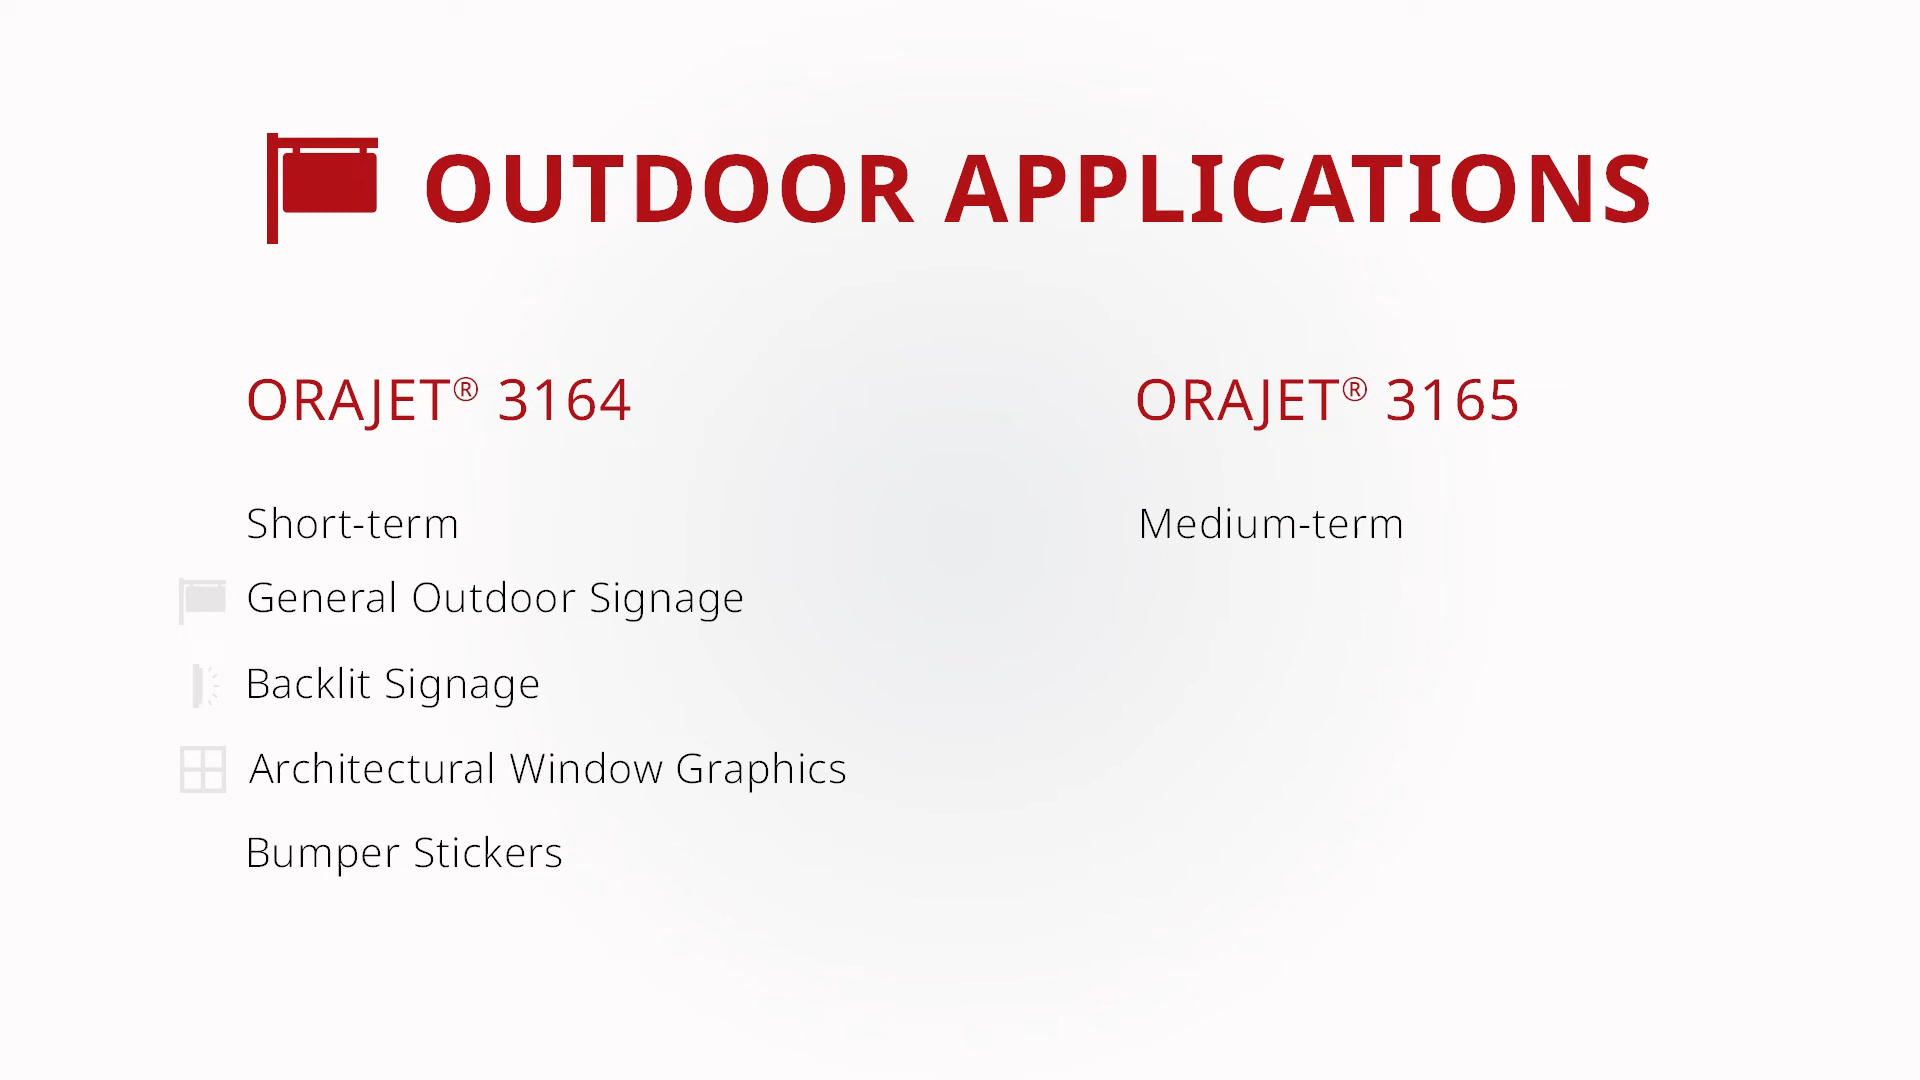 OUTDOOR APPLICATIONS
ORAJET® 3164
Short-term
General Outdoor Signage
Backlit Signage
Architectural Window Graphics
Bumper Stickers
ORAJET® 3165
Medium-term